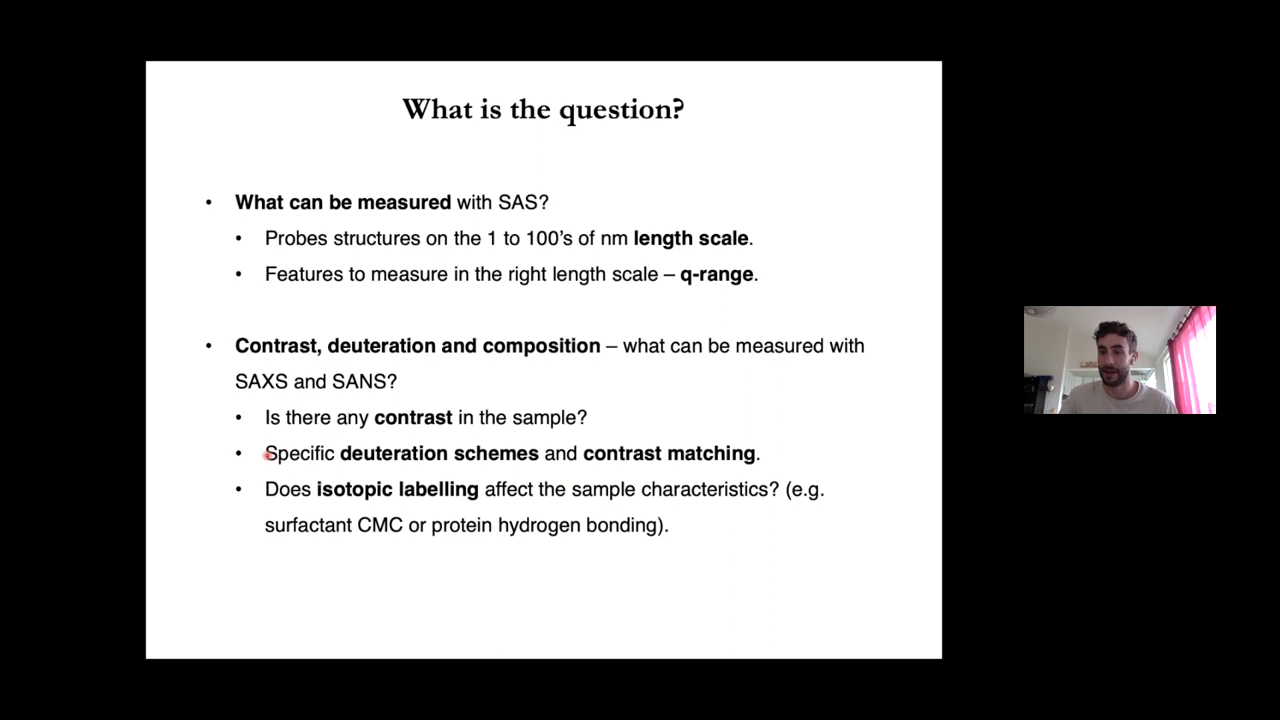 What is the question?
• What can be measured with SAS?
• Probes structures on the 1 to 100's of nm length scale.
• Features to measure in the right length scale – q-range.
• Contrast, deuteration and composition – what can be measured with
SAXS and SANS?
• Is there any contrast in the sample?
• Specific deuteration schemes and contrast matching.
• Does isotopic labelling affect the sample characteristics? (e.g.
surfactant CMC or protein hydrogen bonding).